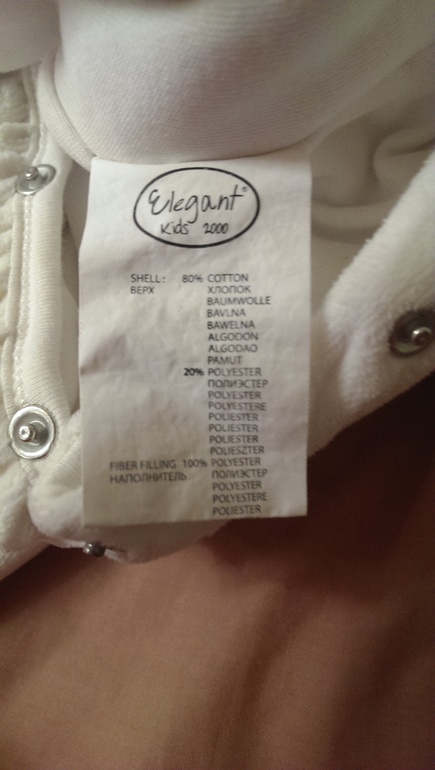 Elegant®
Kids 2000
SHELL: 80% COTTON
ВЕРХ ХЛОПОК
BAUMWOLLE
BAVLNA
BAWELNA
ALGODON
ALGODAO
PAMUT
20% POLYESTER
ПОЛИЭСТЕР
POLYESTER
POLYESTERE
POLIESTER
POLIESTER
POLIESTER
POLIESZTER
FIBER FILLING 100% POLYESTER
НАПОЛНИТЕЛЬ ПОЛИЭСТЕР
POLYESTER
POLYESTERE
POLIESTER